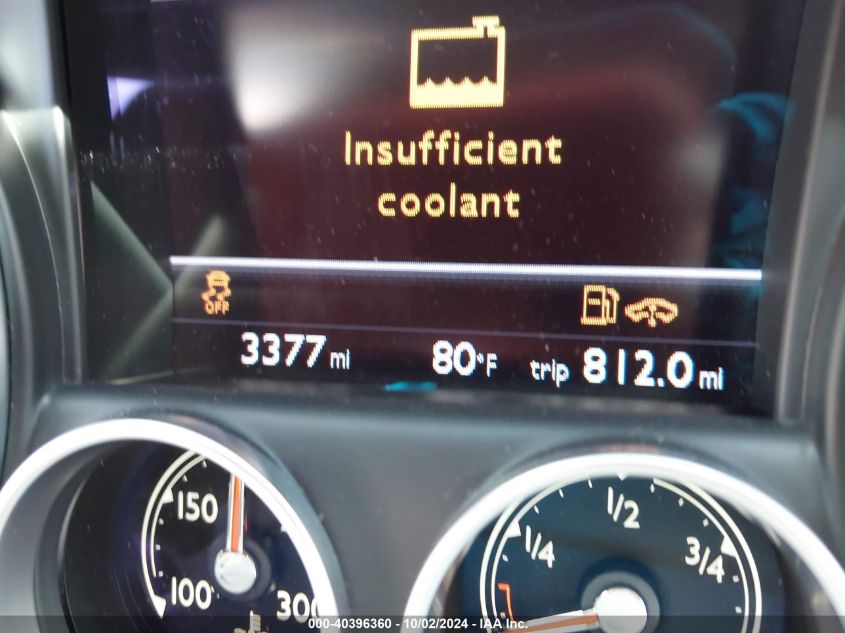 Insufficient
coolant
OFF
3377 mi 80°F trip 812.0 mi
150
100
300
1/4
1/2
3/4
000-40396360 - 10/02/2024 - IAA Inc.